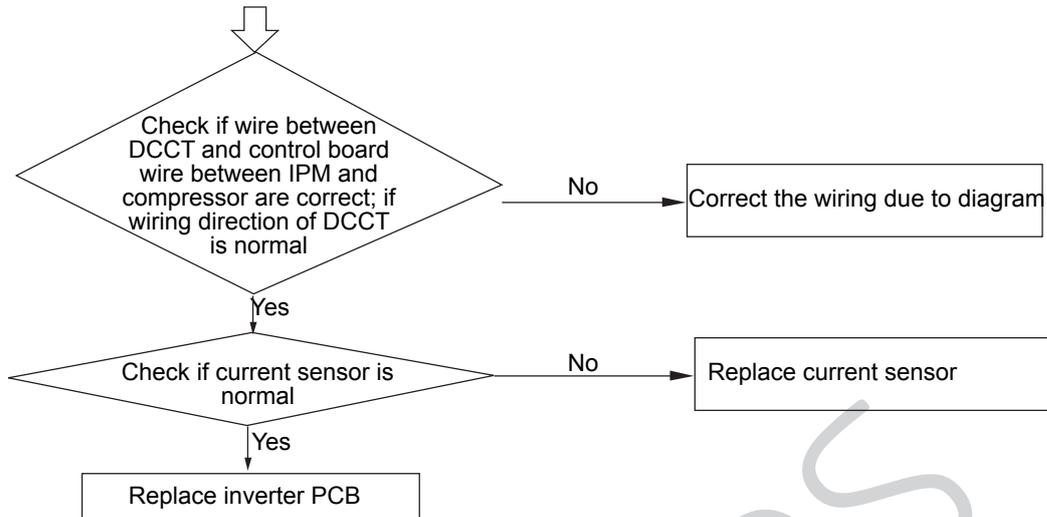 Check if wire between
DCCT and control board
wire between IPM and
compressor are correct; if
wiring direction of DCCT
is normal
No
Correct the wiring due to diagram
Yes
Check if current sensor is
normal
No
Replace current sensor
Yes
Replace inverter PCB